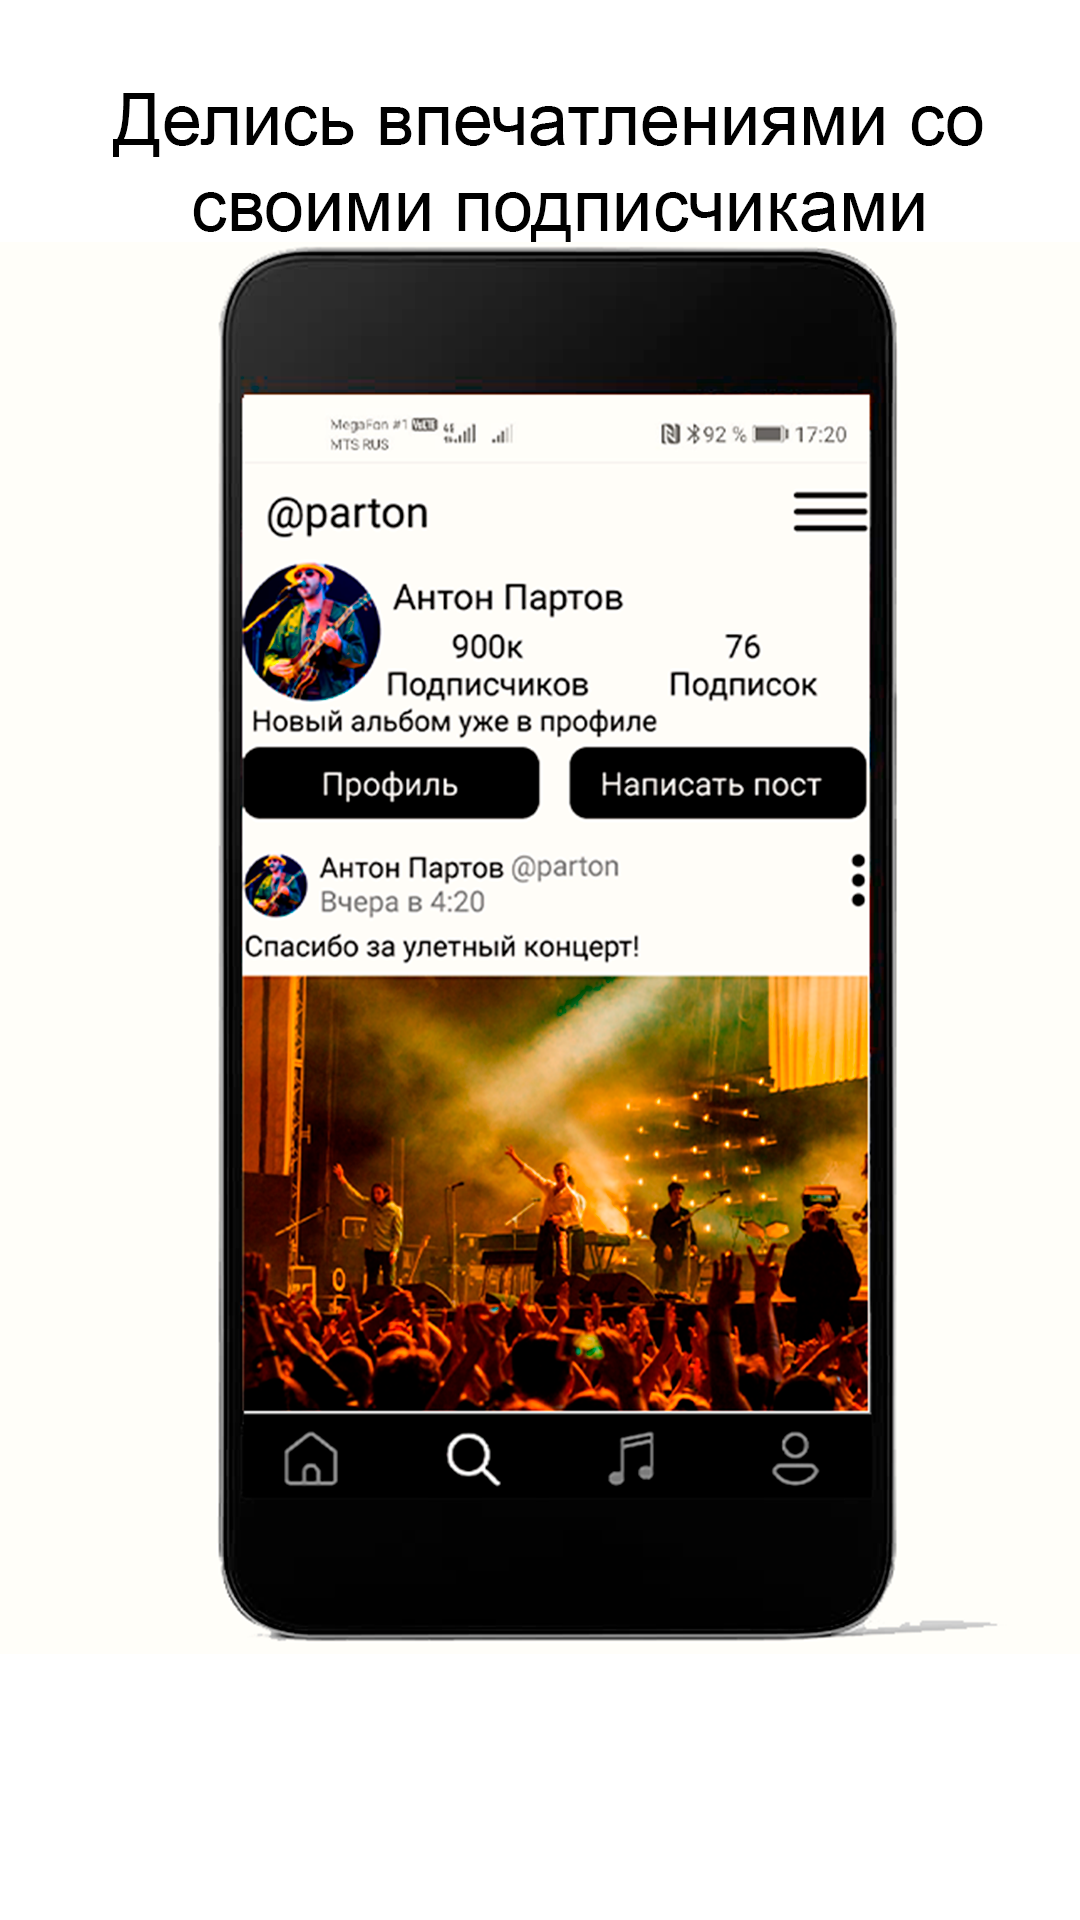 Делись впечатлениями со
своими подписчиками
MegaFon #1 VoLTE 4G
MTS RUS
92 % 17:20
@parton
Антон Партов
900к 76
Подписчиков Подписок
Новый альбом уже в профиле
Профиль Написать пост
Антон Партов @parton
Вчера в 4:20
Спасибо за улетный концерт!